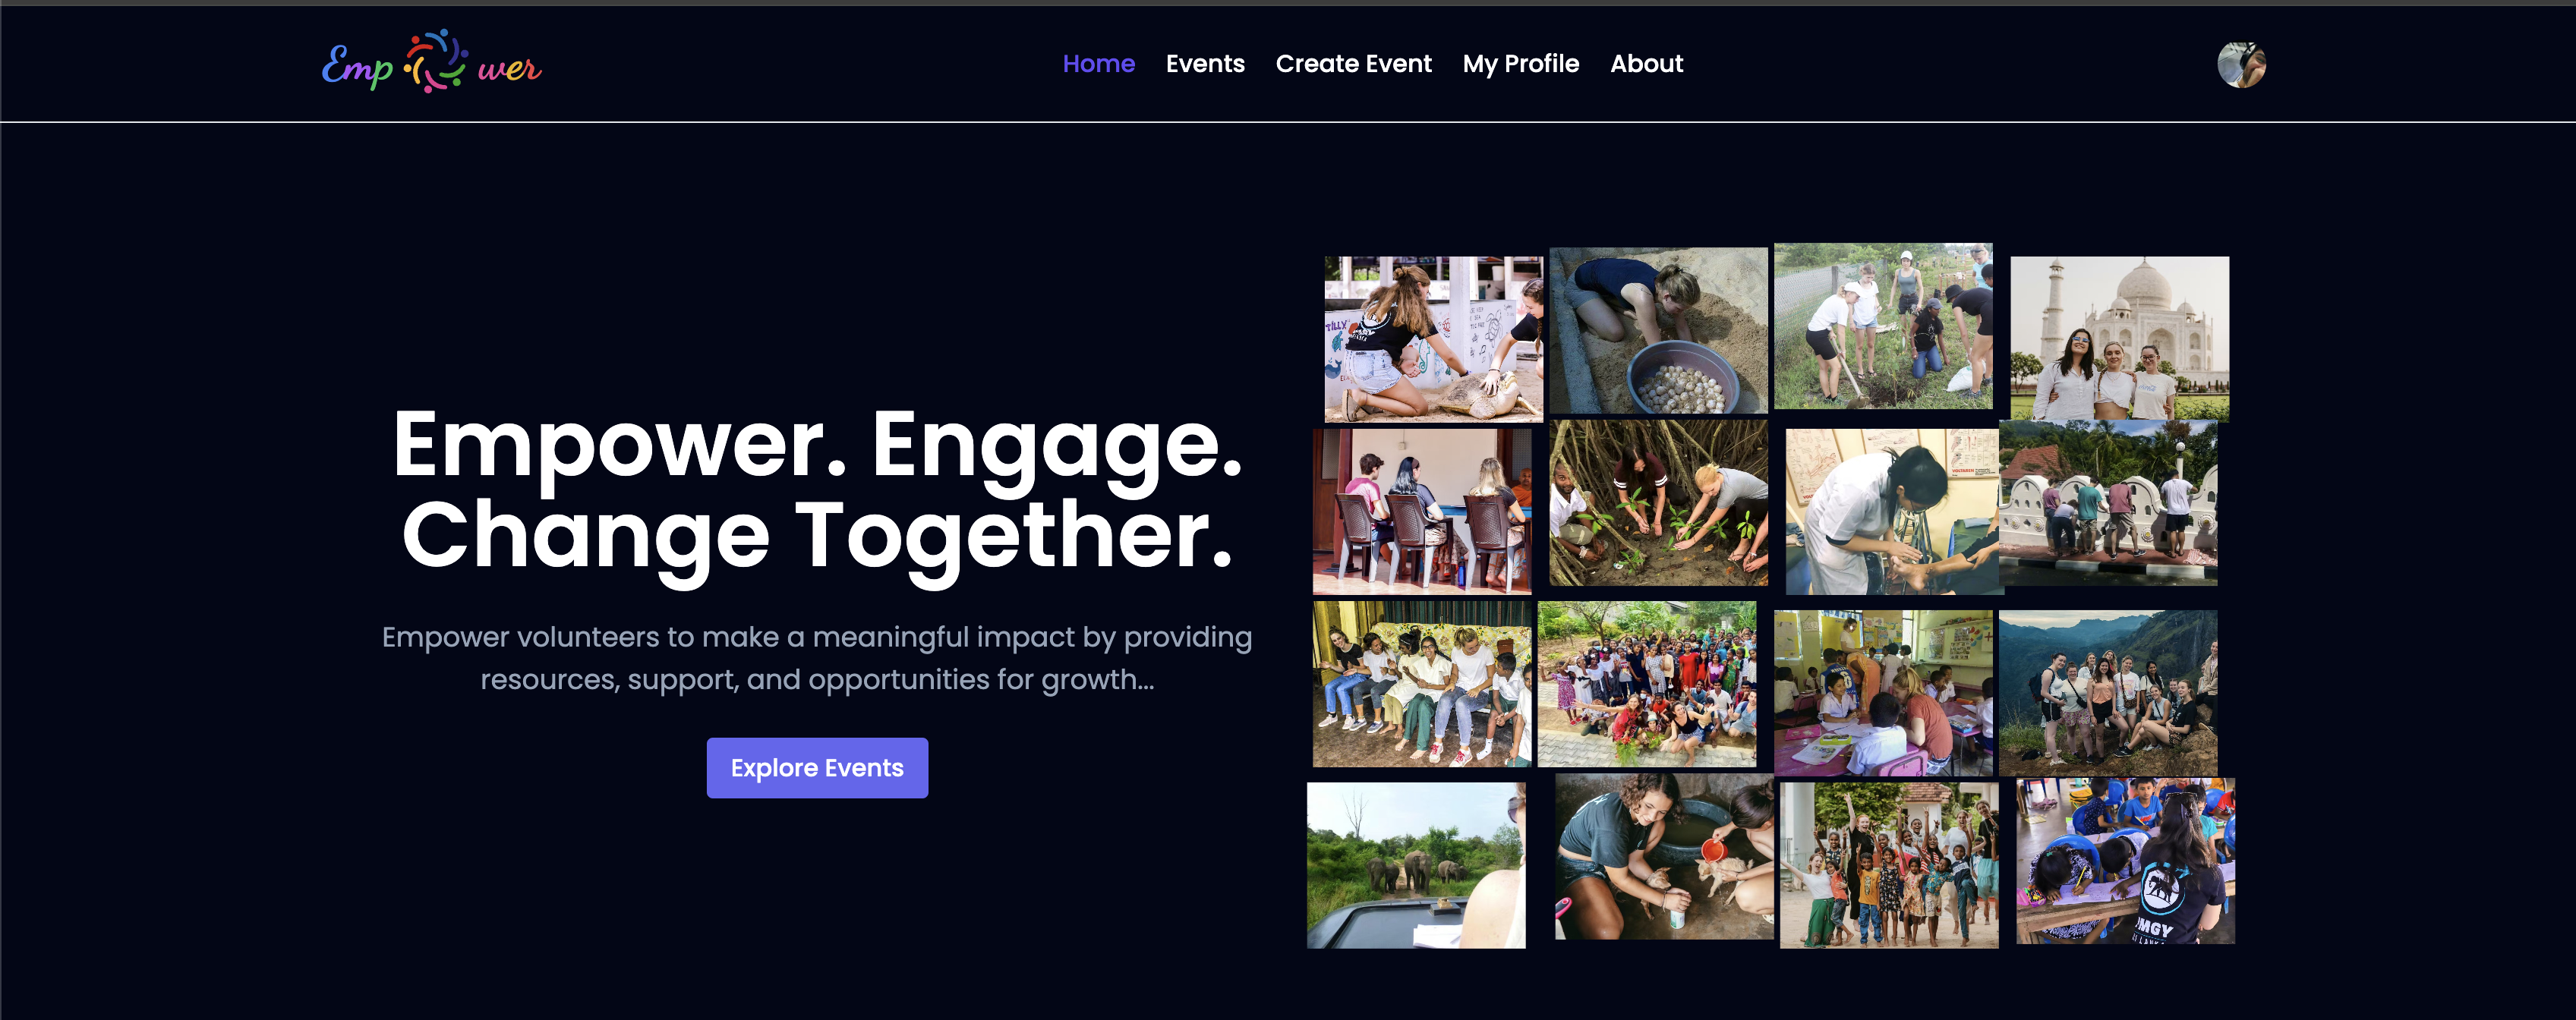 Emp wer
Home Events Create Event My Profile About
Empower. Engage.
Change Together.
Empower volunteers to make a meaningful impact by providing
resources, support, and opportunities for growth...
Explore Events
TILLY